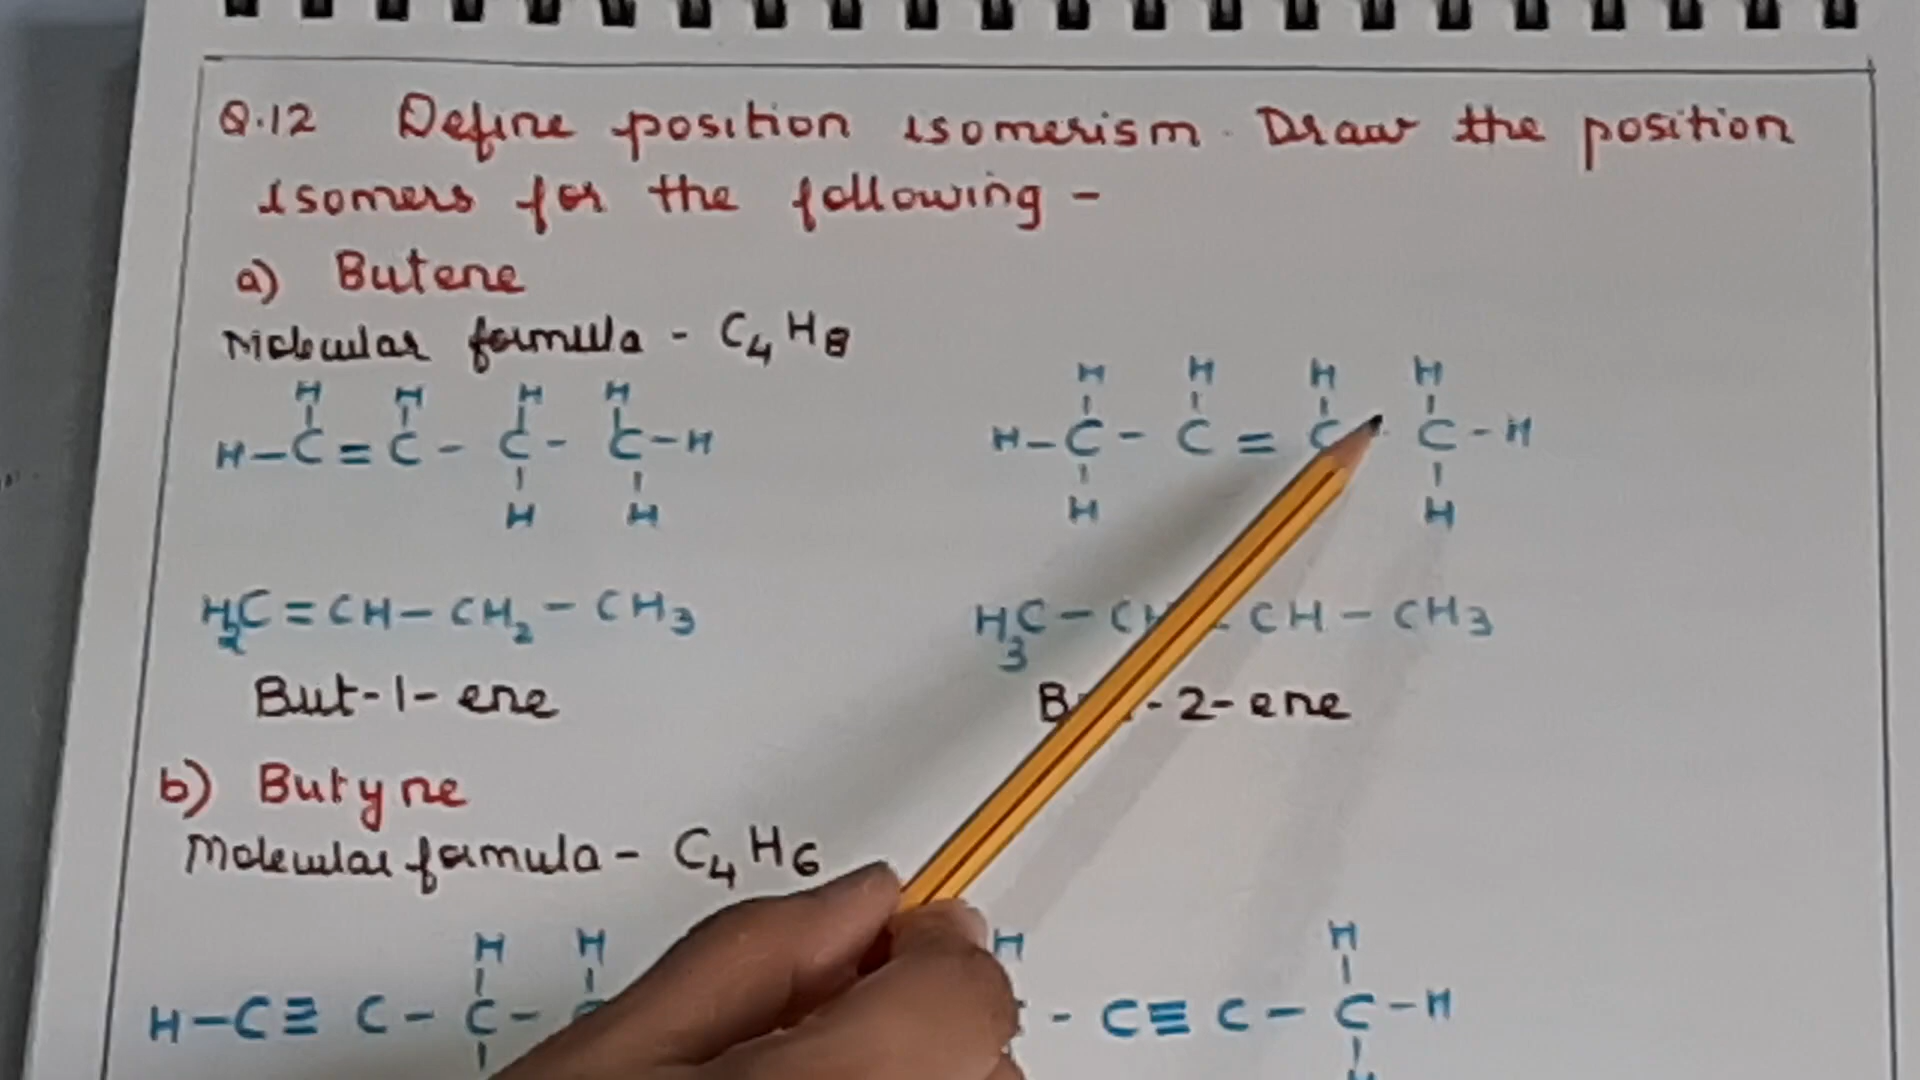 Q.12 Define position isomerism. Draw the position
isomers for the following -
a) Butene
Molecular formula - C₄H₈
H H H H
H-C=C-C-C-H
H H
H H H H
H-C-C=C C-H
H H
H₂C=CH-CH₂-CH₃
H₃C-CH CH-CH₃
But-1-ene
-2-ene
b) Butyne
Molecular formula - C₄H₆
H H
H-C≡C-C-
H H
-C≡C-C-H